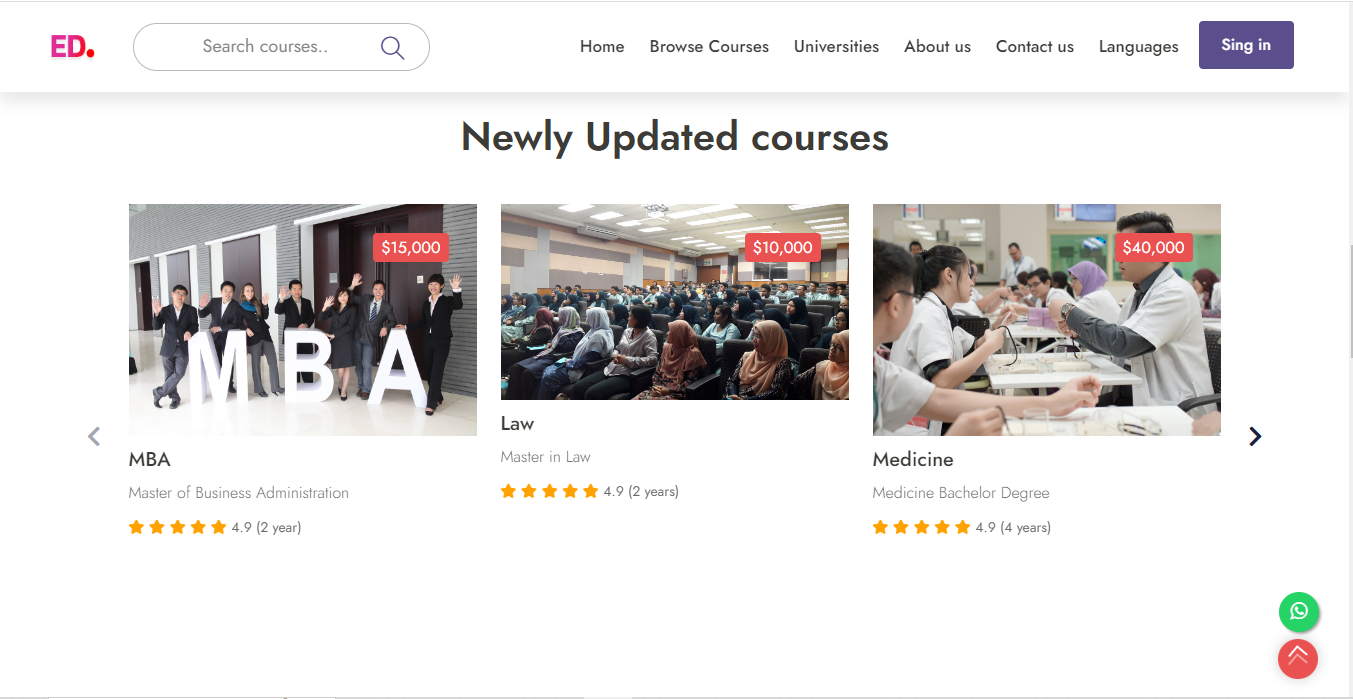 ED.
Search courses..
Home Browse Courses Universities About us Contact us Languages Sing in
Newly Updated courses
$15,000
$10,000
$40,000
M B A
MBA
Master of Business Administration
4.9 (2 year)
Law
Master in Law
4.9 (2 years)
Medicine
Medicine Bachelor Degree
4.9 (4 years)